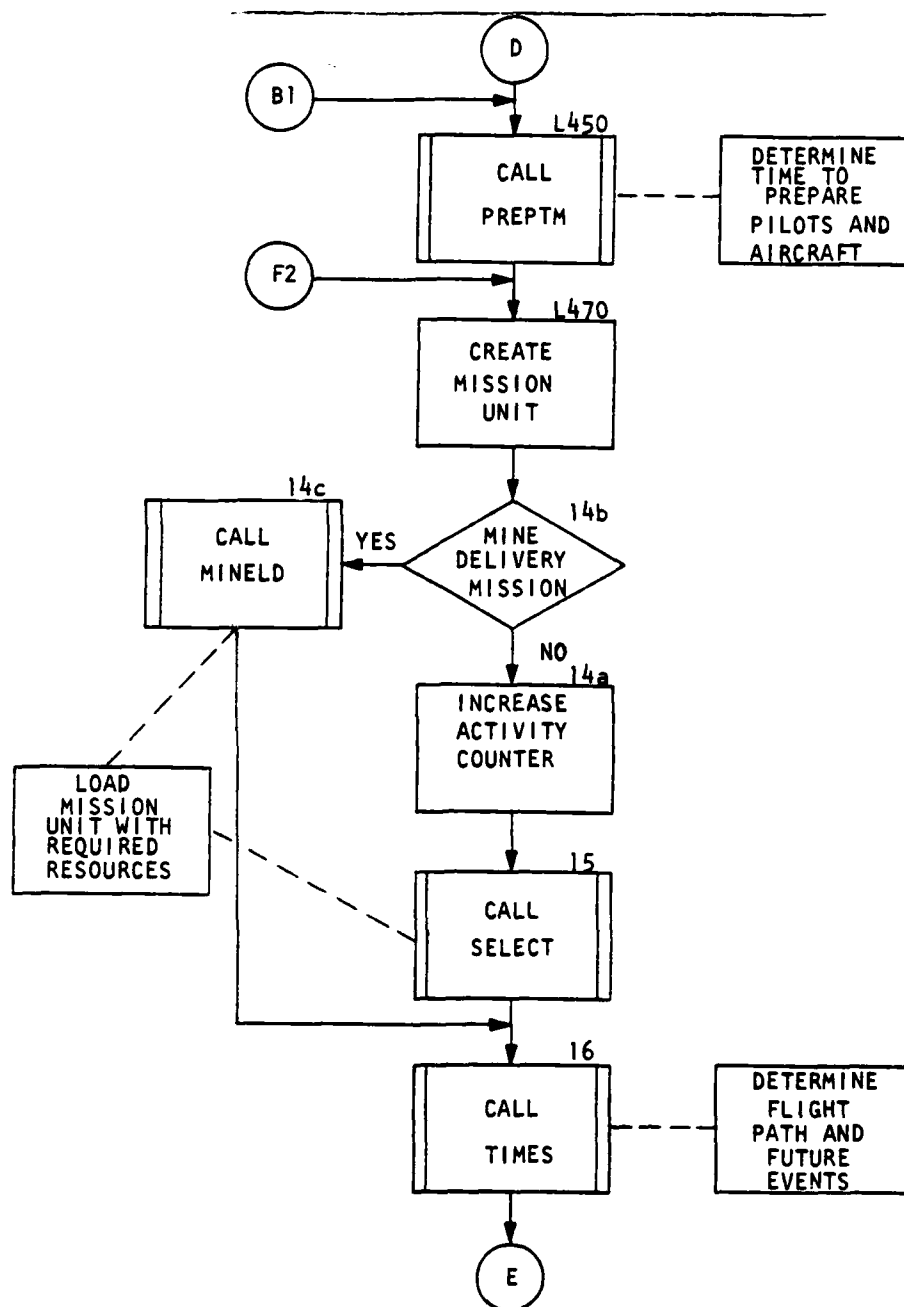 D
B1
L450
CALL
PREPTM
DETERMINE
TIME TO
PREPARE
PILOTS AND
AIRCRAFT
F2
L470
CREATE
MISSION
UNIT
14c
CALL
MINELD
YES
14b
MINE
DELIVERY
MISSION
NO
14a
INCREASE
ACTIVITY
COUNTER
LOAD
MISSION
UNIT WITH
REQUIRED
RESOURCES
15
CALL
SELECT
16
CALL
TIMES
DETERMINE
FLIGHT
PATH AND
FUTURE
EVENTS
E